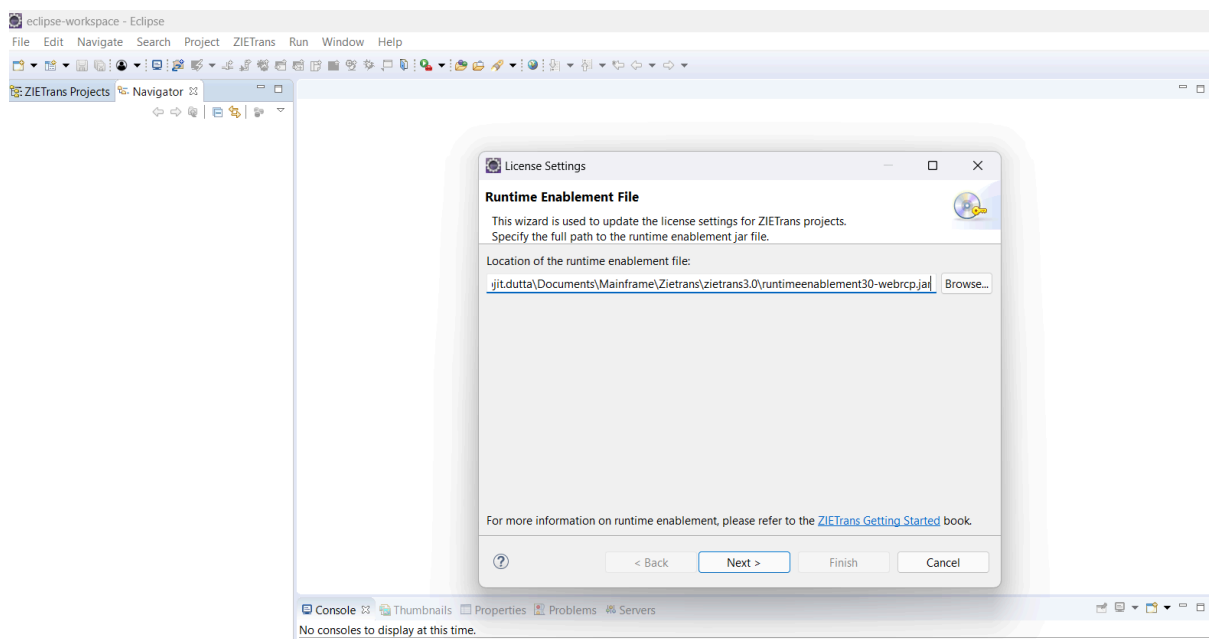 eclipse-workspace - Eclipse
File Edit Navigate Search Project ZIETrans Run Window Help
ZIETrans Projects Navigator
License Settings
Runtime Enablement File
This wizard is used to update the license settings for ZIETrans projects.
Specify the full path to the runtime enablement jar file.
Location of the runtime enablement file:
jit.dutta\Documents\Mainframe\Zietrans\zietrans3.0\runtimeenablement30-webrcp.jar Browse...
For more information on runtime enablement, please refer to the ZIETrans Getting Started book.
< Back Next > Finish Cancel
Console Thumbnails Properties Problems Servers
No consoles to display at this time.